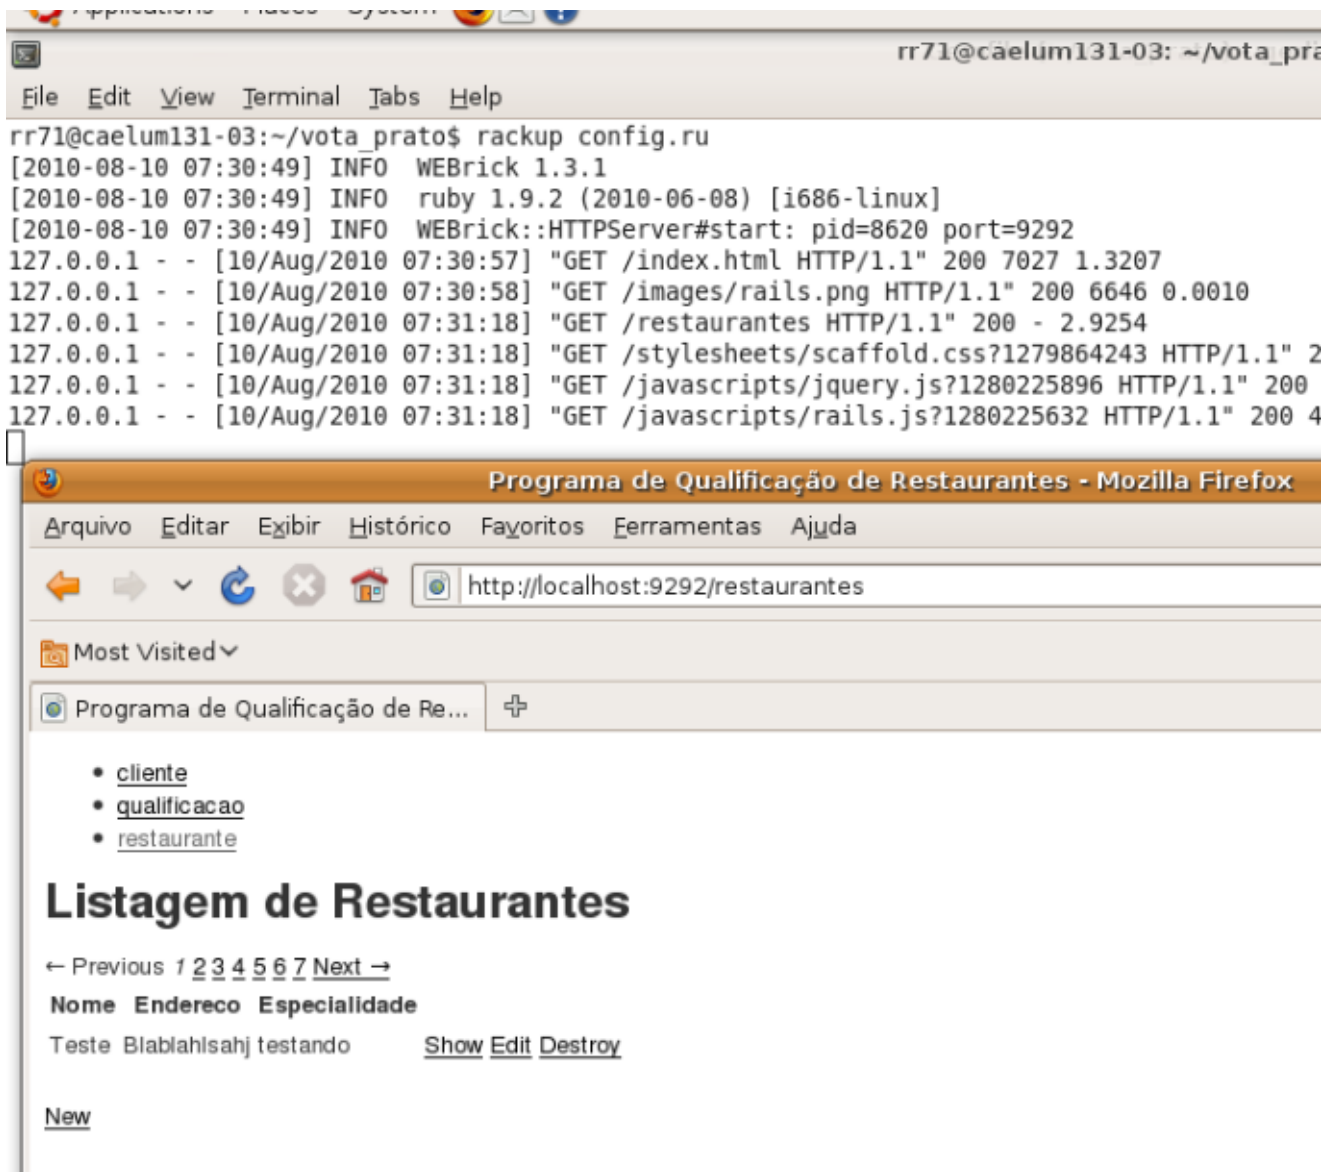 Applications Places System
rr71@caelum131-03: ~/vota_pra
File Edit View Terminal Tabs Help
rr71@caelum131-03:~/vota_prato$ rackup config.ru
[2010-08-10 07:30:49] INFO  WEBrick 1.3.1
[2010-08-10 07:30:49] INFO  ruby 1.9.2 (2010-06-08) [i686-linux]
[2010-08-10 07:30:49] INFO  WEBrick::HTTPServer#start: pid=8620 port=9292
127.0.0.1 - - [10/Aug/2010 07:30:57] "GET /index.html HTTP/1.1" 200 7027 1.3207
127.0.0.1 - - [10/Aug/2010 07:30:58] "GET /images/rails.png HTTP/1.1" 200 6646 0.0010
127.0.0.1 - - [10/Aug/2010 07:31:18] "GET /restaurantes HTTP/1.1" 200 - 2.9254
127.0.0.1 - - [10/Aug/2010 07:31:18] "GET /stylesheets/scaffold.css?1279864243 HTTP/1.1" 2
127.0.0.1 - - [10/Aug/2010 07:31:18] "GET /javascripts/jquery.js?1280225896 HTTP/1.1" 200
127.0.0.1 - - [10/Aug/2010 07:31:18] "GET /javascripts/rails.js?1280225632 HTTP/1.1" 200 4
Programa de Qualificação de Restaurantes - Mozilla Firefox
Arquivo Editar Exibir Histórico Favoritos Ferramentas Ajuda
http://localhost:9292/restaurantes
Most Visited
Programa de Qualificação de Re...
• cliente
• qualificacao
• restaurante
Listagem de Restaurantes
← Previous 1 2 3 4 5 6 7 Next →
Nome Endereco Especialidade
Teste Blablahlsahj testando Show Edit Destroy
New